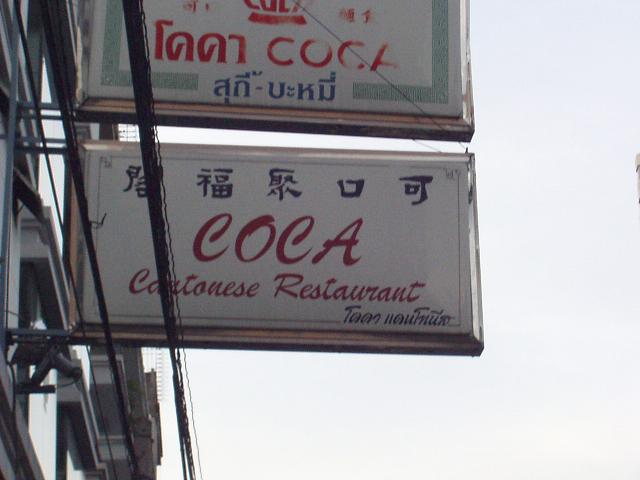 โคคา COCA
สุกี้-บะหมี่
閣福聚口可
COCA
Cantonese Restaurant
โคคา แคนโทนีส